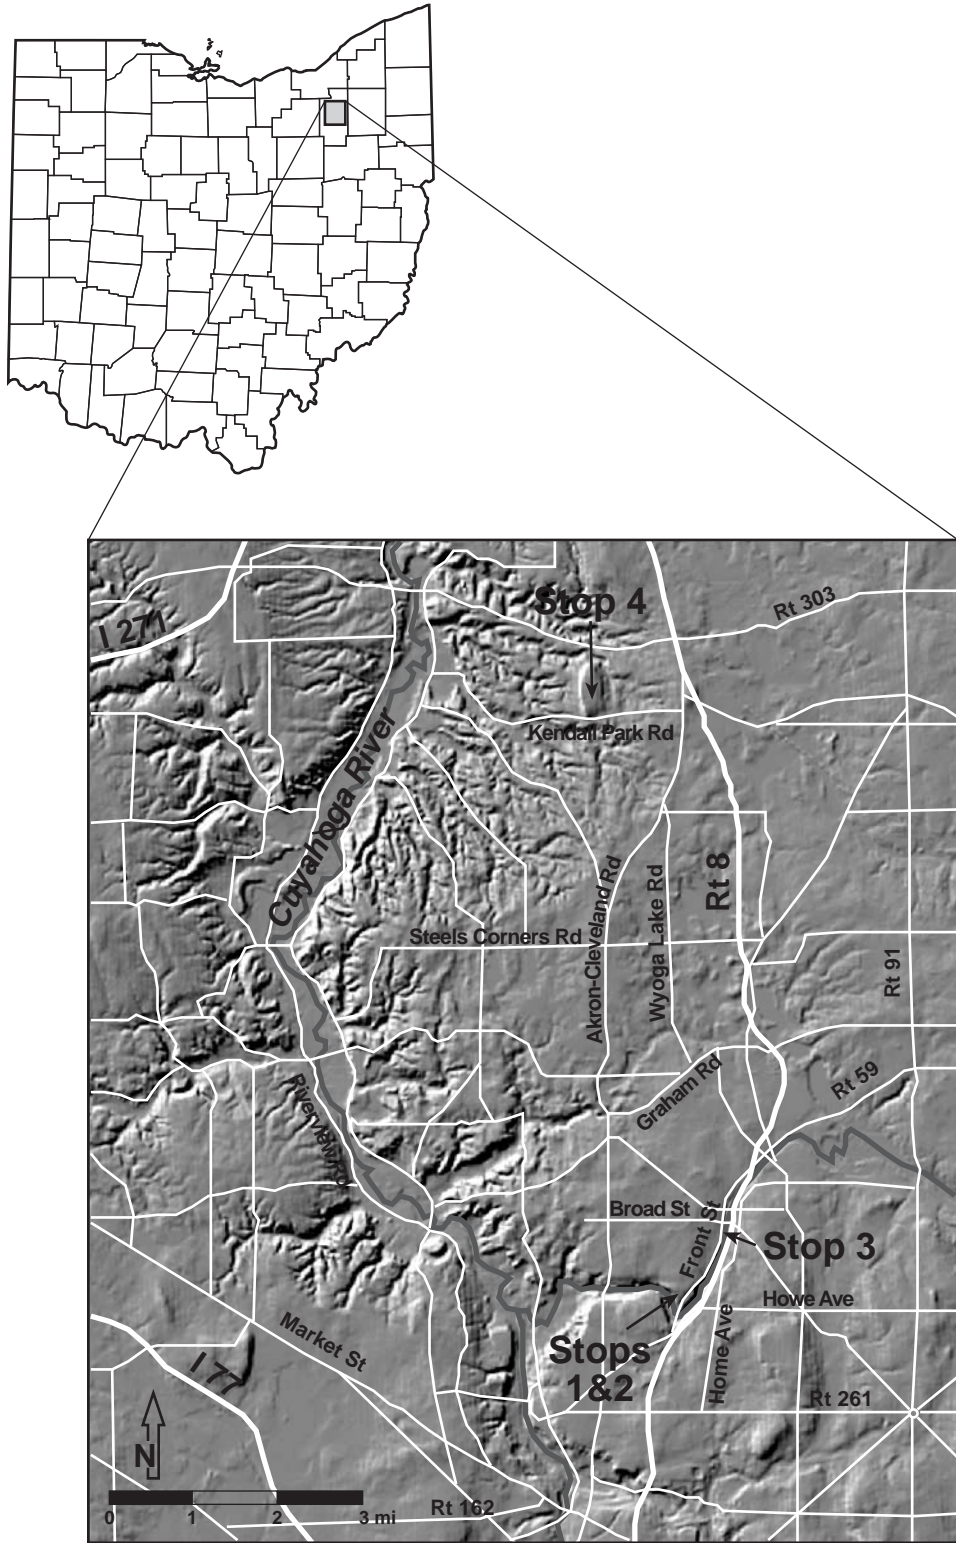 Stop 4
Rt 303
I 271
Kendall Park Rd
Cuyahoga River
Rt 8
Akron-Cleveland Rd
Wyoga Lake Rd
Steels Corners Rd
Rt 91
Graham Rd
Rt 59
Riverview Rd
Broad St
Front St
Stop 3
Howe Ave
Market St
Stops
1&2
Home Ave
I 77
Rt 261
N
Rt 162
0 1 2 3 mi